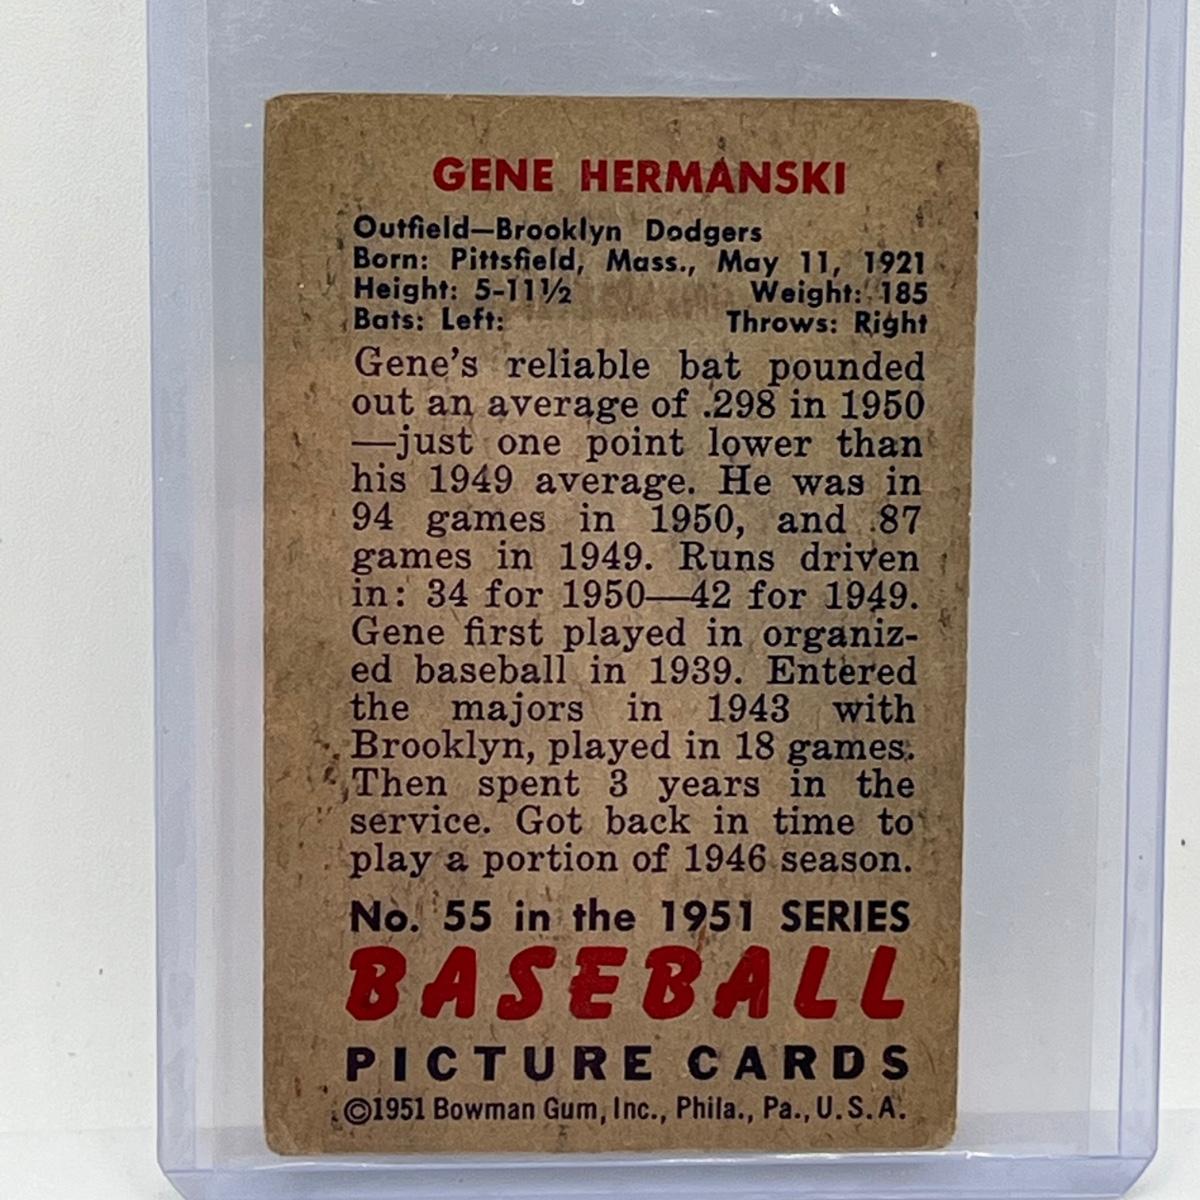 GENE HERMANSKI
Outfield—Brooklyn Dodgers
Born: Pittsfield, Mass., May 11, 1921
Height: 5-11½ Weight: 185
Bats: Left: Throws: Right
Gene's reliable bat pounded
out an average of .298 in 1950
—just one point lower than
his 1949 average. He was in
94 games in 1950, and 87
games in 1949. Runs driven
in: 34 for 1950—42 for 1949.
Gene first played in organiz-
ed baseball in 1939. Entered
the majors in 1943 with
Brooklyn, played in 18 games.
Then spent 3 years in the
service. Got back in time to
play a portion of 1946 season.
No. 55 in the 1951 SERIES
BASEBALL
PICTURE CARDS
©1951 Bowman Gum, Inc., Phila., Pa., U.S.A.